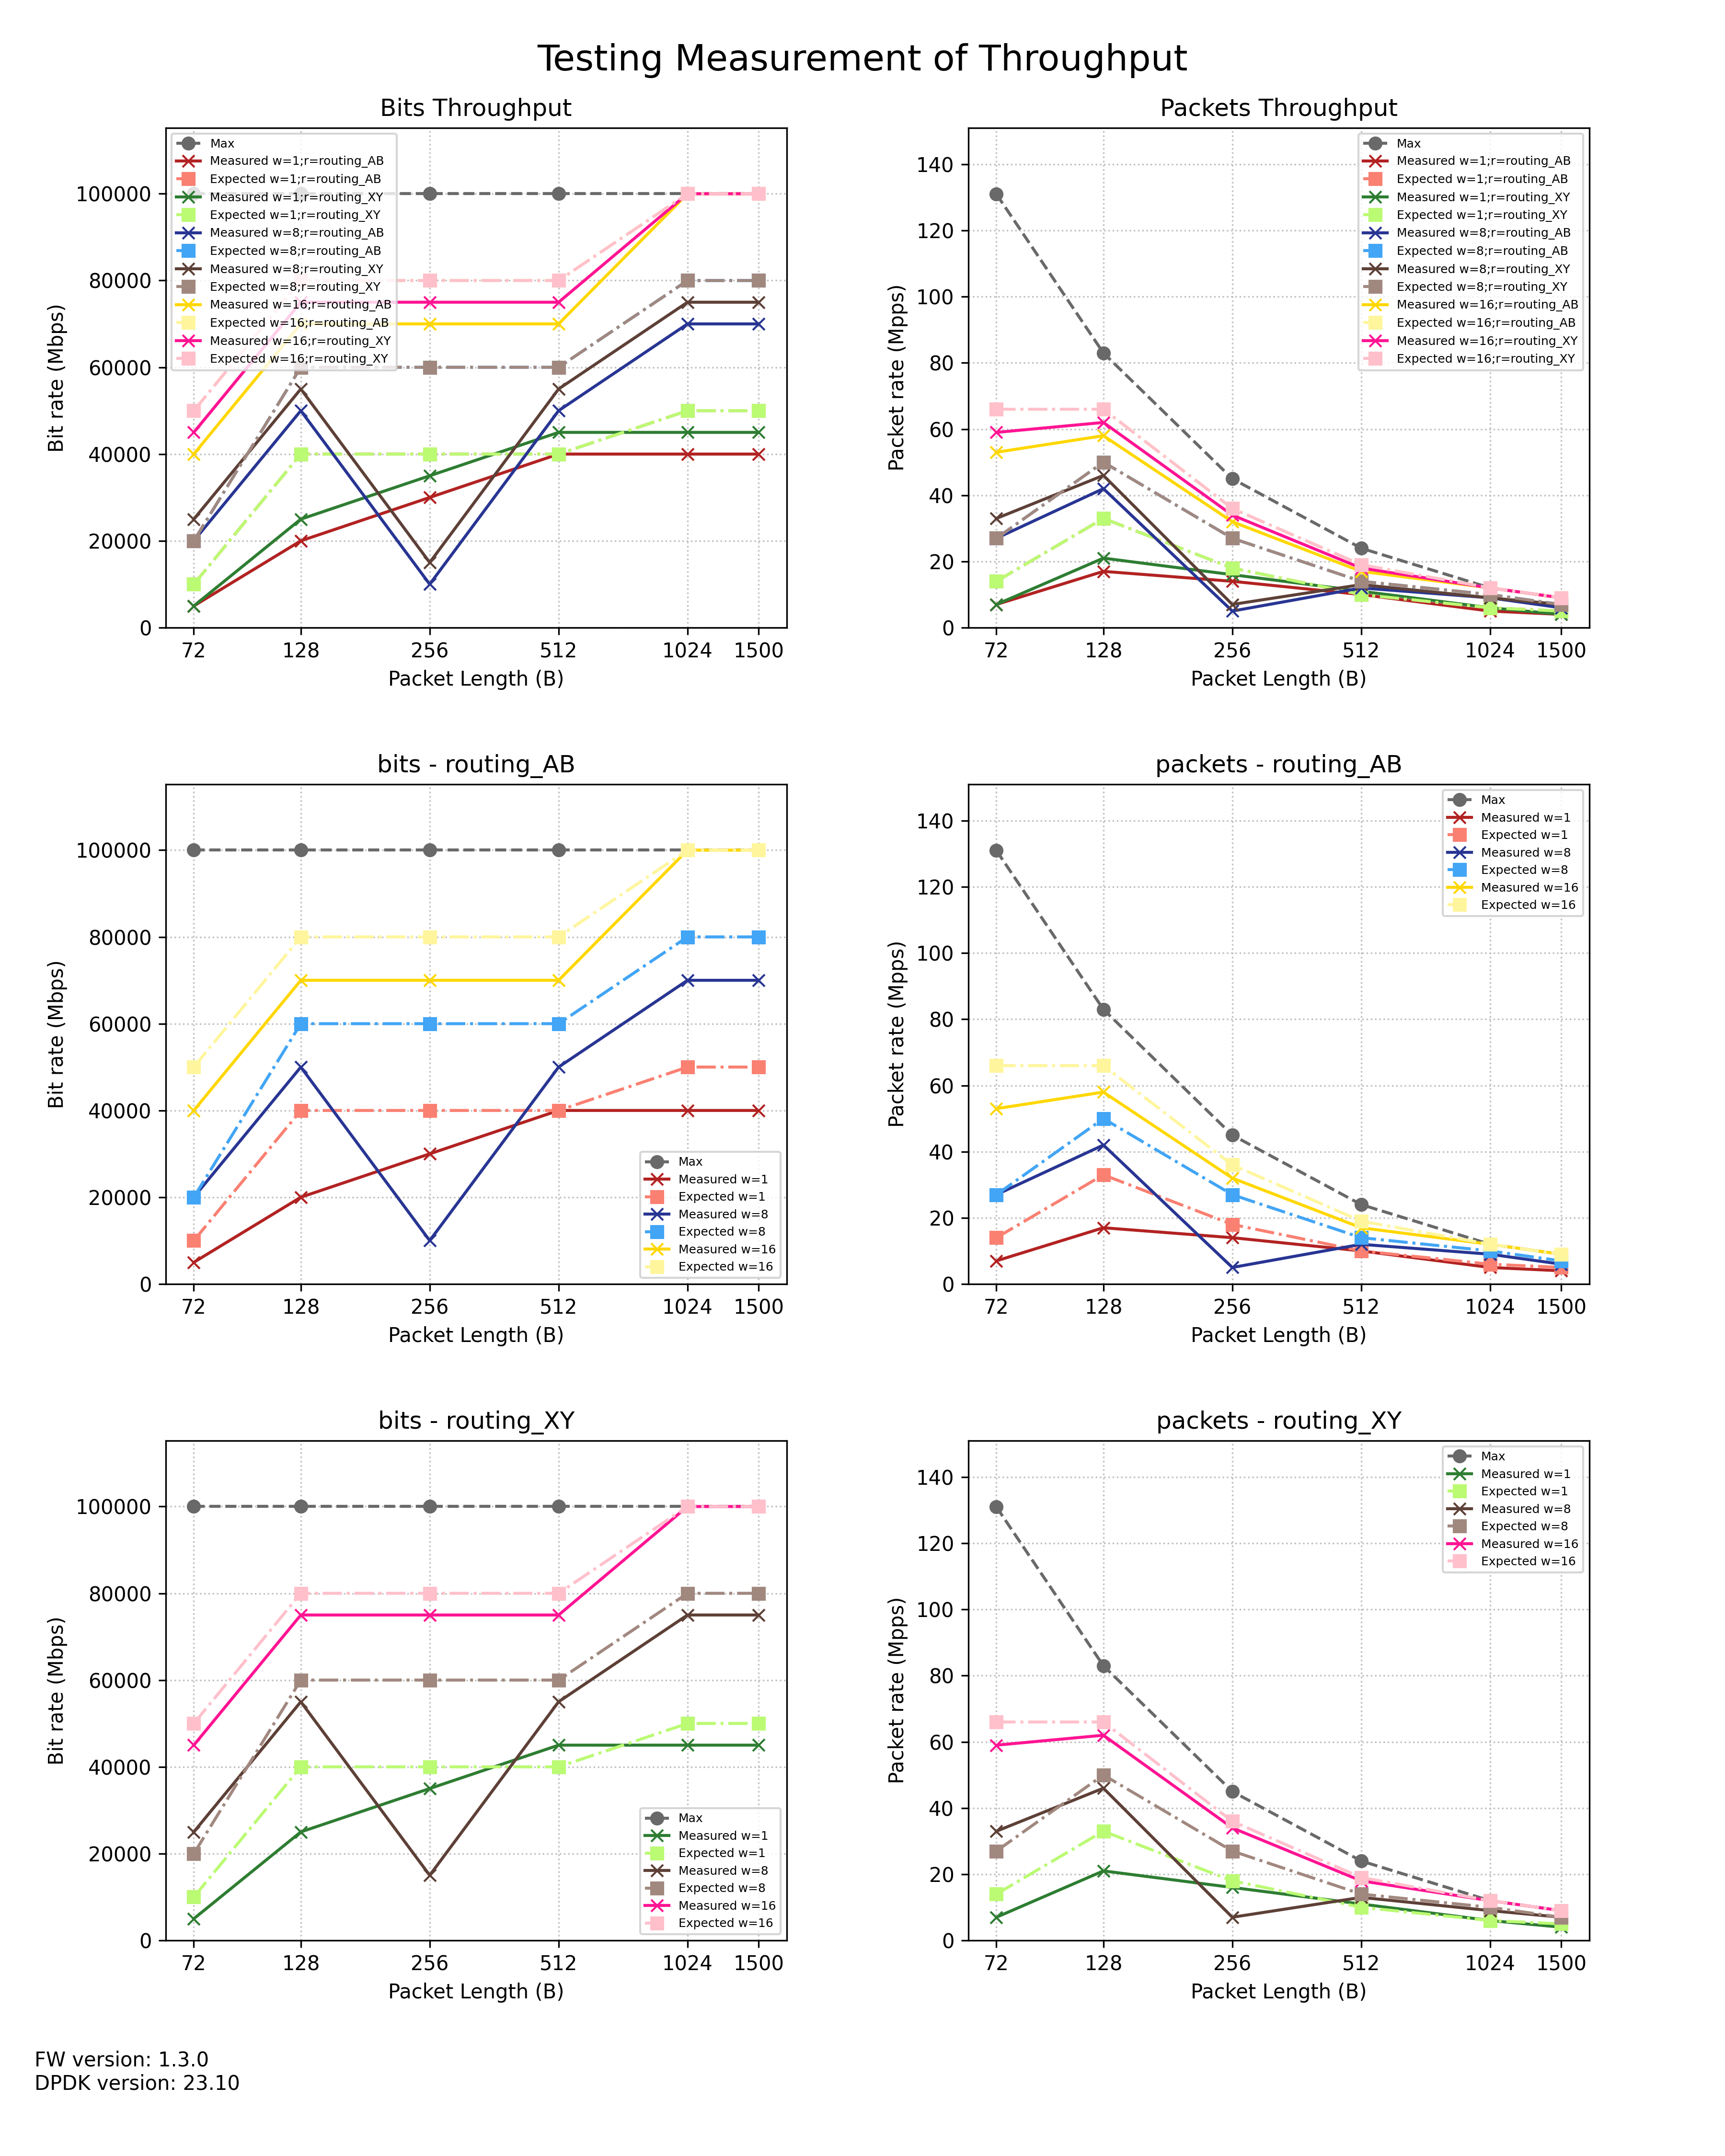 Testing Measurement of Throughput
Bits Throughput
Bit rate (Mbps)
100000
80000
60000
40000
20000
0
Max
Measured w=1;r=routing_AB
Expected w=1;r=routing_AB
Measured w=1;r=routing_XY
Expected w=1;r=routing_XY
Measured w=8;r=routing_AB
Expected w=8;r=routing_AB
Measured w=8;r=routing_XY
Expected w=8;r=routing_XY
Measured w=16;r=routing_AB
Expected w=16;r=routing_AB
Measured w=16;r=routing_XY
Expected w=16;r=routing_XY
72 128 256 512 1024 1500
Packet Length (B)
Packets Throughput
Packet rate (Mpps)
140
120
100
80
60
40
20
0
Max
Measured w=1;r=routing_AB
Expected w=1;r=routing_AB
Measured w=1;r=routing_XY
Expected w=1;r=routing_XY
Measured w=8;r=routing_AB
Expected w=8;r=routing_AB
Measured w=8;r=routing_XY
Expected w=8;r=routing_XY
Measured w=16;r=routing_AB
Expected w=16;r=routing_AB
Measured w=16;r=routing_XY
Expected w=16;r=routing_XY
72 128 256 512 1024 1500
Packet Length (B)
bits - routing_AB
Bit rate (Mbps)
100000
80000
60000
40000
20000
0
Max
Measured w=1
Expected w=1
Measured w=8
Expected w=8
Measured w=16
Expected w=16
72 128 256 512 1024 1500
Packet Length (B)
packets - routing_AB
Packet rate (Mpps)
140
120
100
80
60
40
20
0
Max
Measured w=1
Expected w=1
Measured w=8
Expected w=8
Measured w=16
Expected w=16
72 128 256 512 1024 1500
Packet Length (B)
bits - routing_XY
Bit rate (Mbps)
100000
80000
60000
40000
20000
0
Max
Measured w=1
Expected w=1
Measured w=8
Expected w=8
Measured w=16
Expected w=16
72 128 256 512 1024 1500
Packet Length (B)
packets - routing_XY
Packet rate (Mpps)
140
120
100
80
60
40
20
0
Max
Measured w=1
Expected w=1
Measured w=8
Expected w=8
Measured w=16
Expected w=16
72 128 256 512 1024 1500
Packet Length (B)
FW version: 1.3.0
DPDK version: 23.10